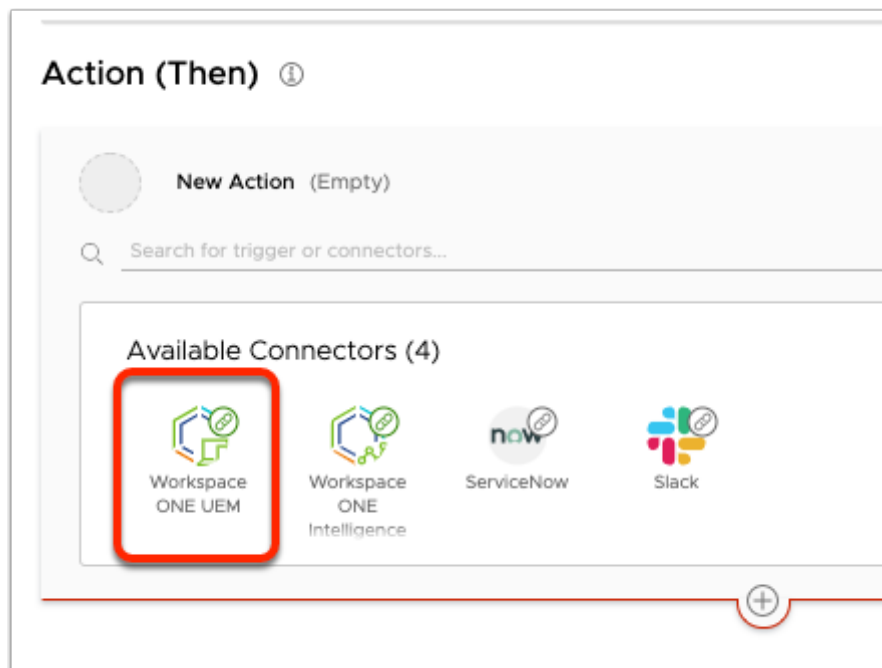 Action (Then)
New Action (Empty)
Search for trigger or connectors...
Available Connectors (4)
Workspace
ONE UEM
Workspace
ONE
Intelligence
now
ServiceNow
Slack